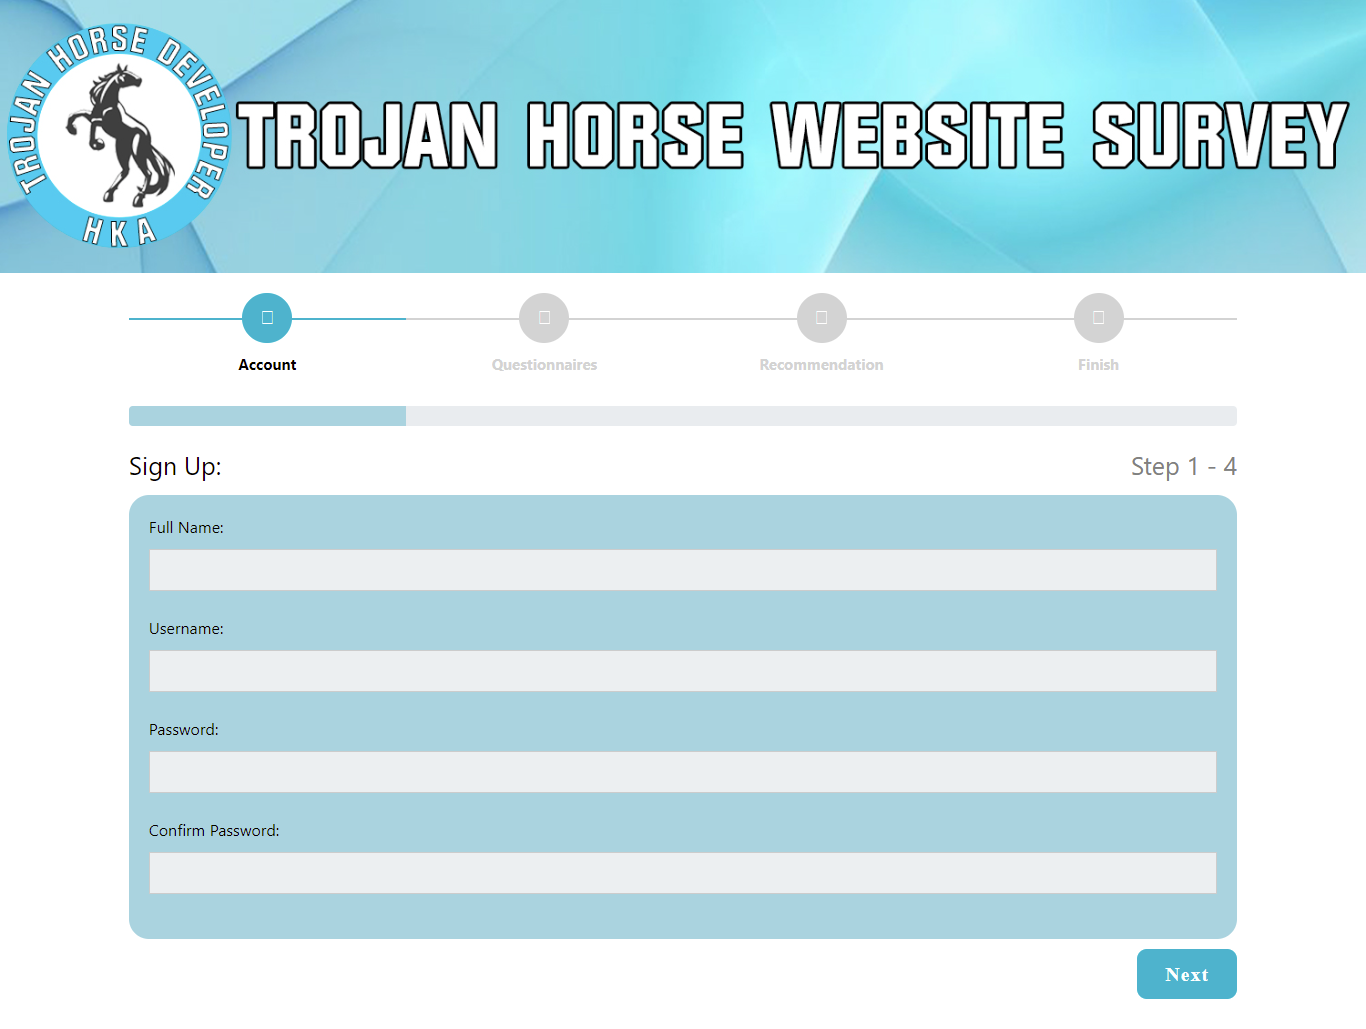 TROJAN HORSE DEVELOPER
HKA
TROJAN HORSE WEBSITE SURVEY
Account
Questionnaires
Recommendation
Finish
Sign Up:
Step 1 - 4
Full Name:
Username:
Password:
Confirm Password:
Next